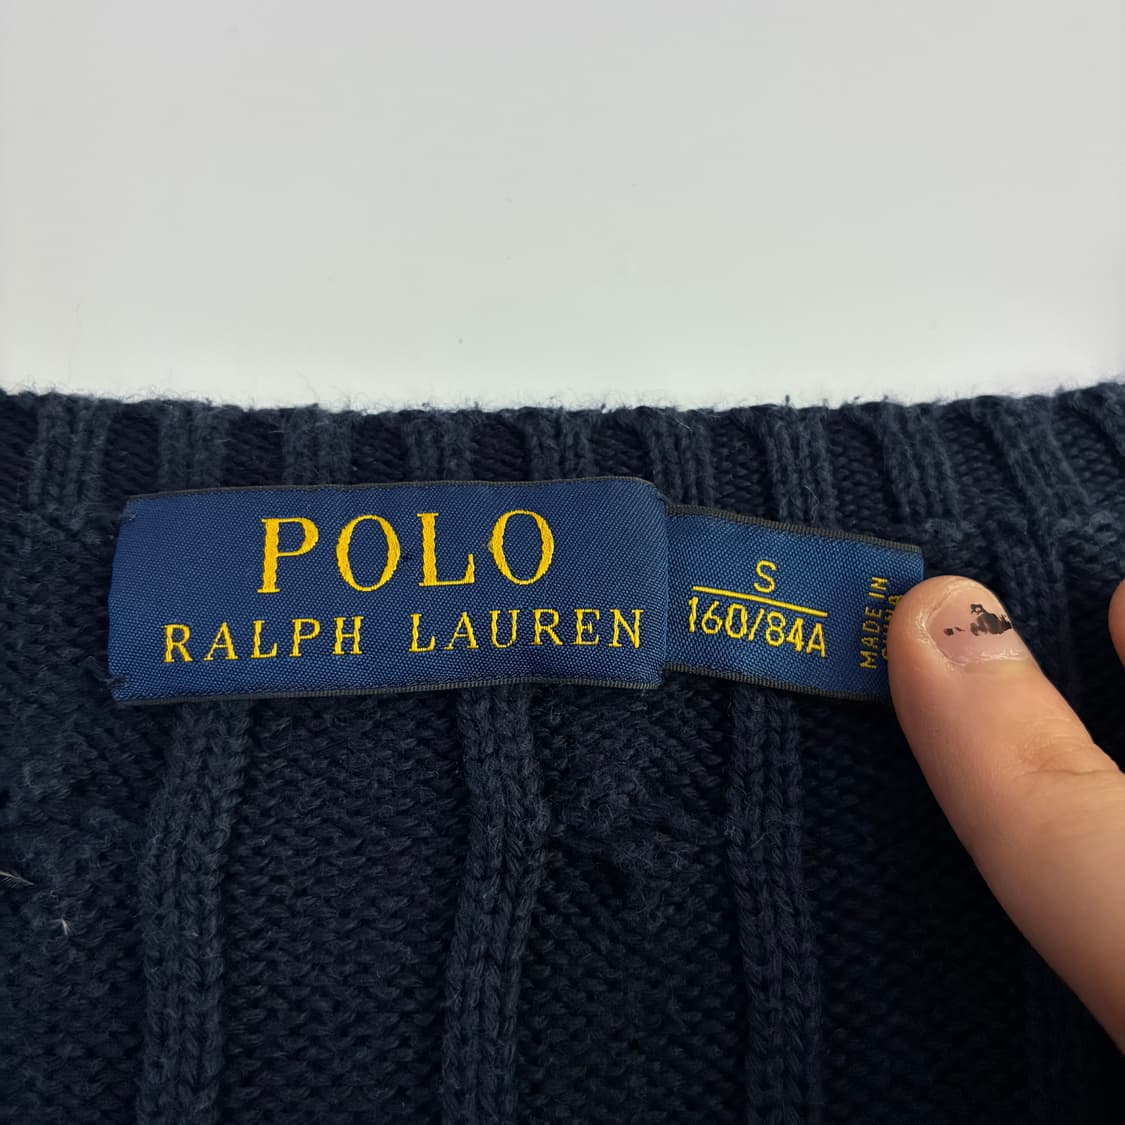 POLO
RALPH LAUREN
S
160/84A
MADE IN